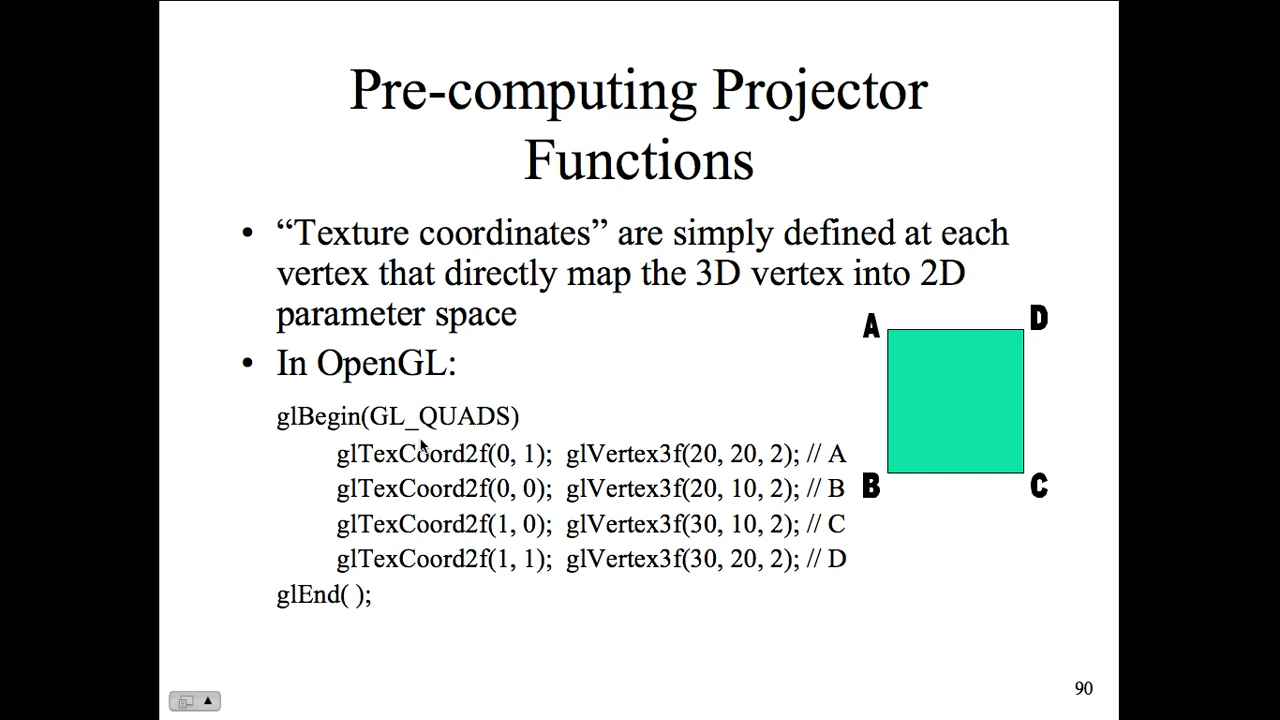 Pre-computing Projector
Functions
• “Texture coordinates” are simply defined at each
vertex that directly map the 3D vertex into 2D
parameter space
• In OpenGL:
glBegin(GL_QUADS)
glTexCoord2f(0, 1); glVertex3f(20, 20, 2); // A
glTexCoord2f(0, 0); glVertex3f(20, 10, 2); // B
glTexCoord2f(1, 0); glVertex3f(30, 10, 2); // C
glTexCoord2f(1, 1); glVertex3f(30, 20, 2); // D
glEnd( );
A D
B C
90